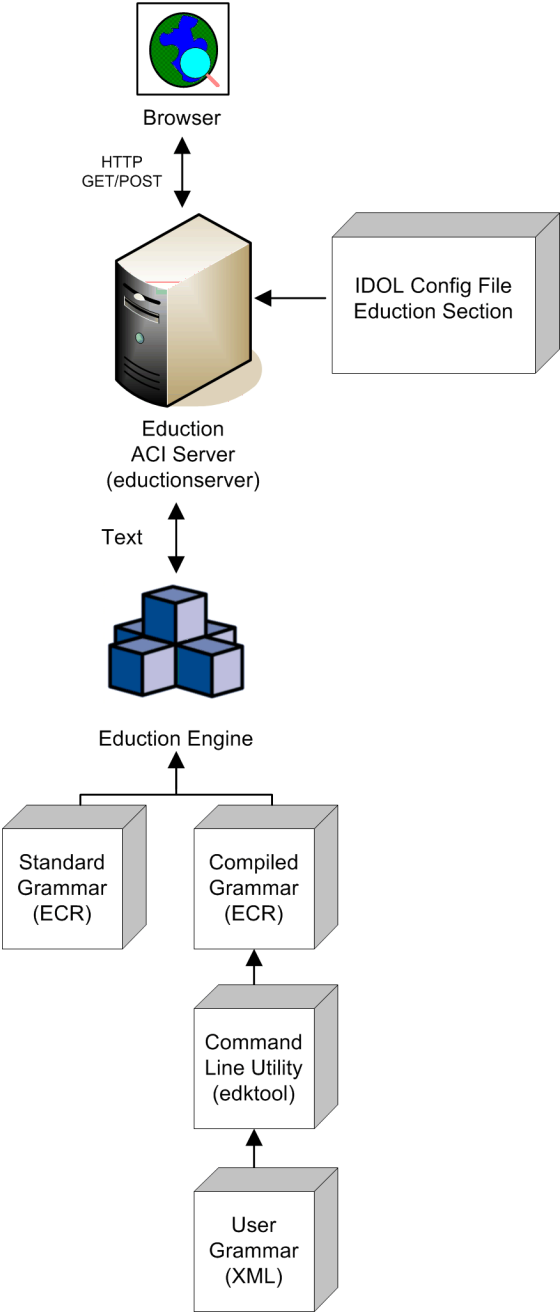 Browser
HTTP
GET/POST
IDOL Config File
Eduction Section
Eduction
ACI Server
(eductionserver)
Text
Eduction Engine
Standard
Grammar
(ECR)
Compiled
Grammar
(ECR)
Command
Line Utility
(edktool)
User
Grammar
(XML)